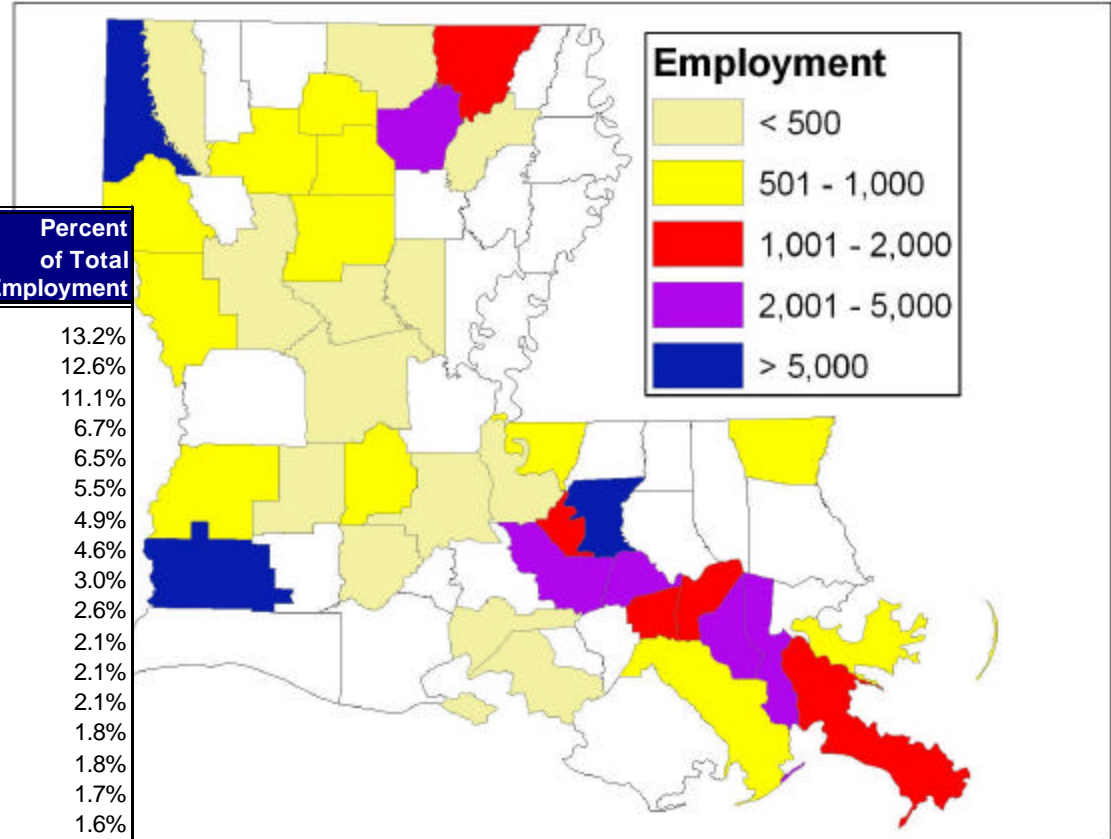 Employment
< 500
501 - 1,000
1,001 - 2,000
2,001 - 5,000
> 5,000
Percent
of Total
Employment
13.2%
12.6%
11.1%
6.7%
6.5%
5.5%
4.9%
4.6%
3.0%
2.6%
2.1%
2.1%
2.1%
1.8%
1.8%
1.7%
1.6%